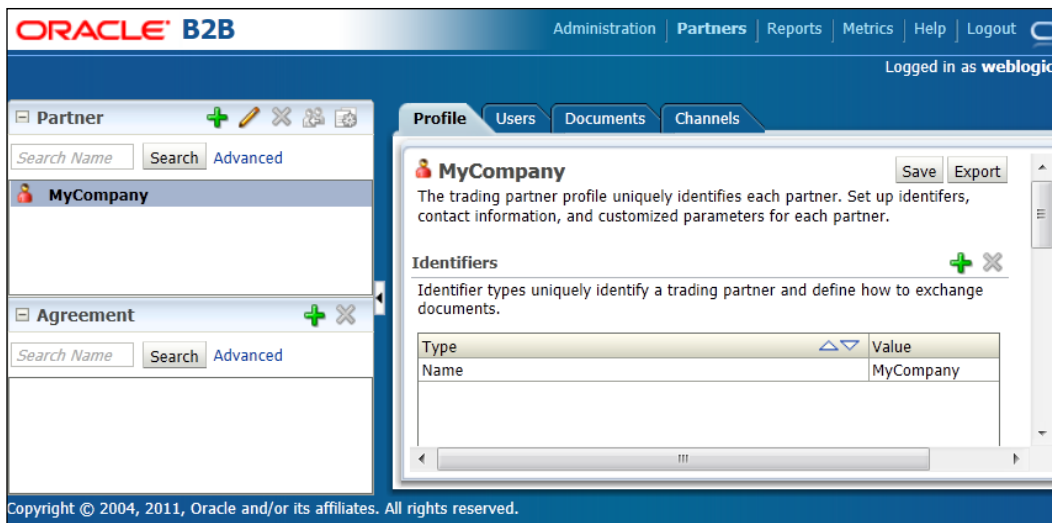 ORACLE B2B
Administration Partners Reports Metrics Help Logout
Logged in as weblogic
Partner
Search Name Search Advanced
MyCompany
Agreement
Search Name Search Advanced
Profile Users Documents Channels
MyCompany Save Export
The trading partner profile uniquely identifies each partner. Set up identifers,
contact information, and customized parameters for each partner.
Identifiers
Identifier types uniquely identify a trading partner and define how to exchange
documents.
Type Value
Name MyCompany
Copyright © 2004, 2011, Oracle and/or its affiliates. All rights reserved.